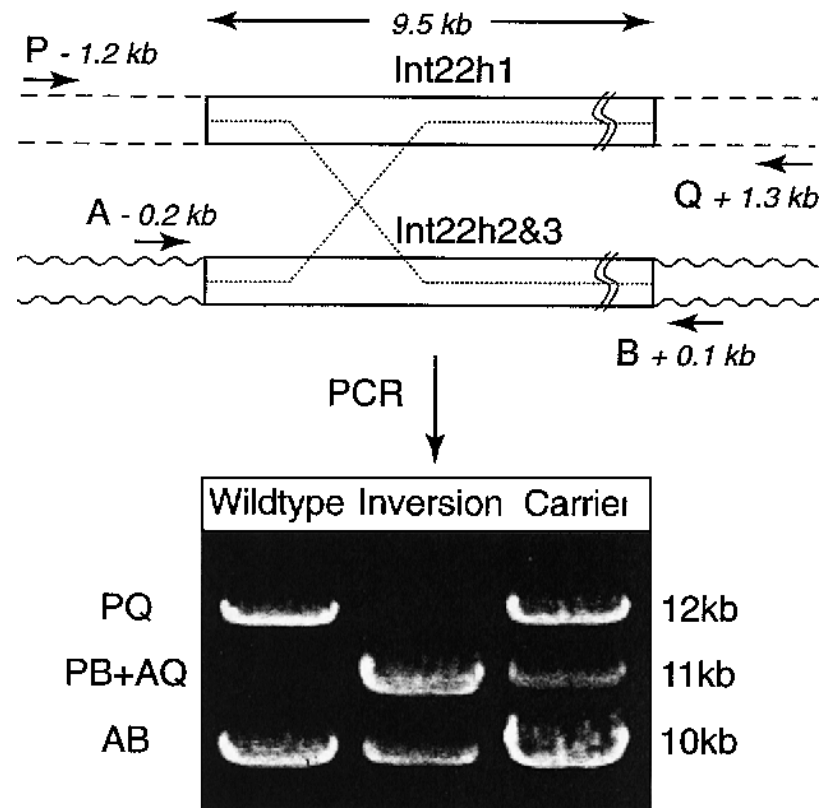 9.5 kb
P - 1.2 kb
Int22h1
Q + 1.3 kb
A - 0.2 kb
Int22h2&3
B + 0.1 kb
PCR
Wildtype Inversion Carrier
PQ 12kb
PB+AQ 11kb
AB 10kb